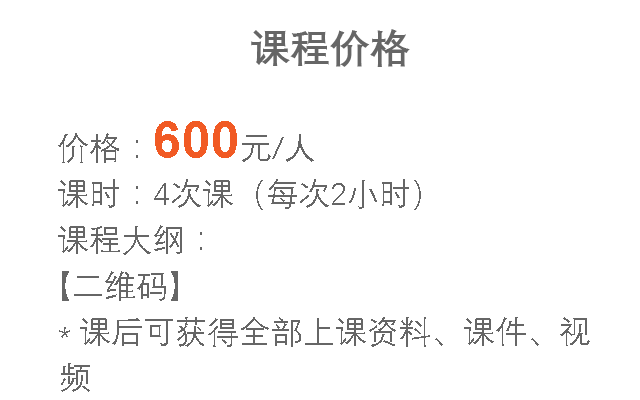 课程价格
价格：600元/人
课时：4次课（每次2小时）
课程大纲：
【二维码】
* 课后可获得全部上课资料、课件、视
频